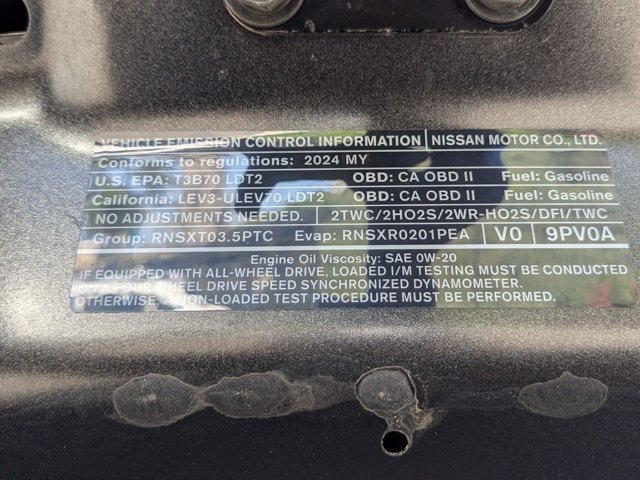 VEHICLE EMISSION CONTROL INFORMATION NISSAN MOTOR CO., LTD.
Conforms to regulations: 2024 MY
U.S. EPA: T3B70 LDT2 OBD: CA OBD II Fuel: Gasoline
California: LEV3-ULEV70 LDT2 OBD: CA OBD II Fuel: Gasoline
NO ADJUSTMENTS NEEDED. 2TWC/2HO2S/2WR-HO2S/DFI/TWC
Group: RNSXT03.5PTC Evap: RNSXR0201PEA V0 9PV0A
Engine Oil Viscosity: SAE 0W-20
IF EQUIPPED WITH ALL-WHEEL DRIVE, LOADED I/M TESTING MUST BE CONDUCTED
ON A FOUR WHEEL DRIVE SPEED SYNCHRONIZED DYNAMOMETER.
OTHERWISE, A NON-LOADED TEST PROCEDURE MUST BE PERFORMED.